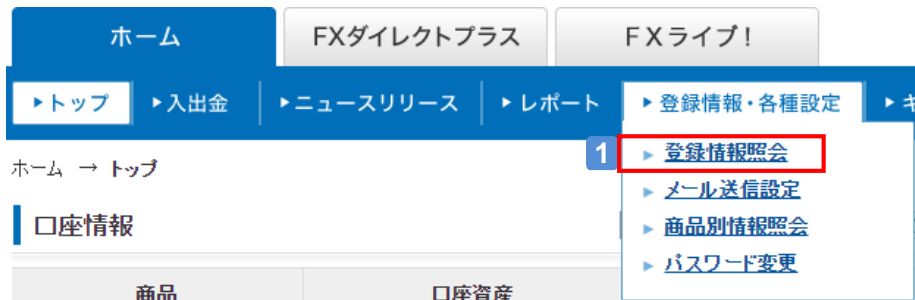 ホーム
FXダイレクトプラス
FXライブ!
▶トップ
▶入出金
▶ニュースリリース
▶レポート
▶登録情報・各種設定
▶キ
1
▶登録情報照会
▶メール送信設定
▶商品別情報照会
▶パスワード変更
ホーム → トップ
口座情報
商品
口座資産